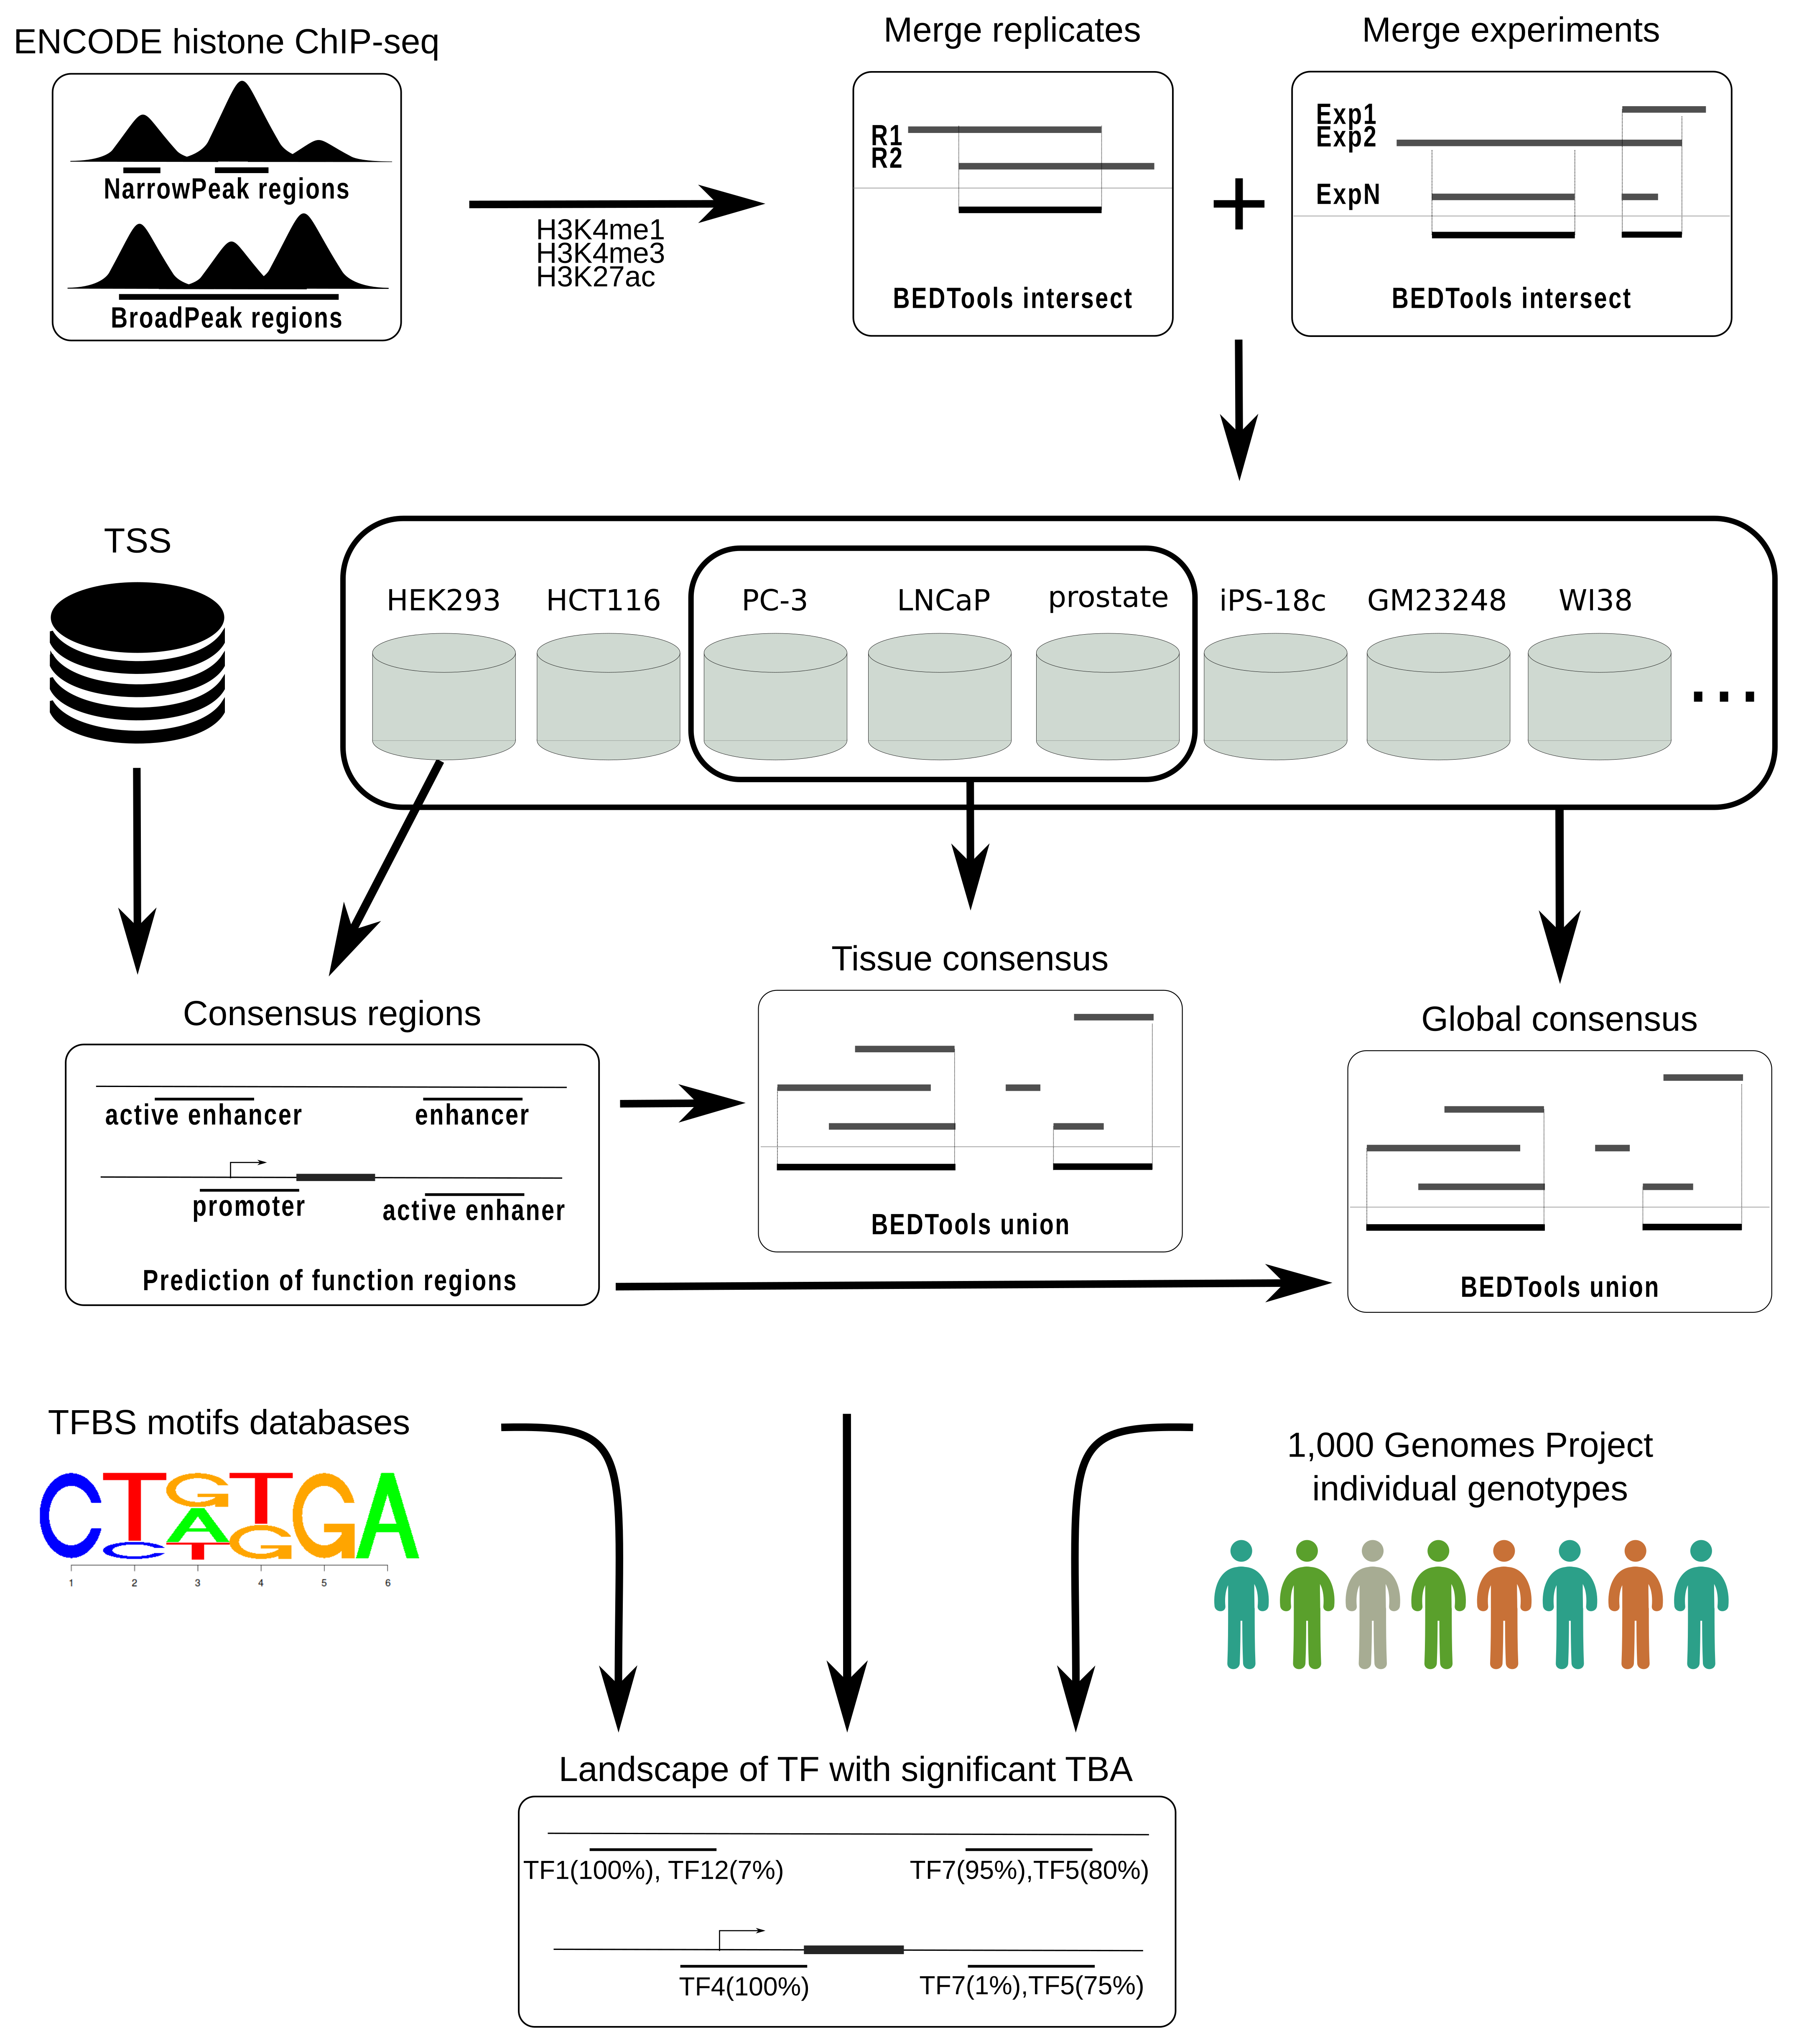 ENCODE histone ChIP-seq
NarrowPeak regions
BroadPeak regions
H3K4me1
H3K4me3
H3K27ac
Merge replicates
R1
R2
BEDTools intersect
+
Merge experiments
Exp1
Exp2
ExpN
BEDTools intersect
TSS
HEK293
HCT116
PC-3
LNCaP
prostate
iPS-18c
GM23248
WI38
...
Consensus regions
active enhancer
enhancer
promoter
active enhaner
Prediction of function regions
Tissue consensus
BEDTools union
Global consensus
BEDTools union
TFBS motifs databases
CTGTGA
CAG
T
1 2 3 4 5 6
1,000 Genomes Project
individual genotypes
Landscape of TF with significant TBA
TF1(100%), TF12(7%)
TF7(95%),TF5(80%)
TF4(100%)
TF7(1%),TF5(75%)